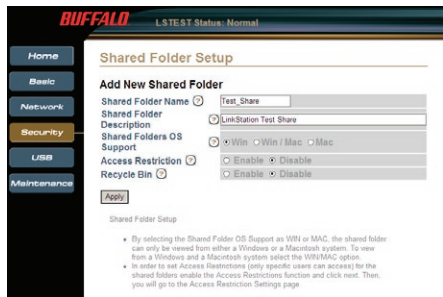 BUFFALO
LSTEST Status: Normal
Home
Basic
Network
Security
USB
Maintenance
Shared Folder Setup
Add New Shared Folder
Shared Folder Name ? Test_Share
Shared Folder Description ? LinkStation Test Share
Shared Folders OS Support ? Win Win / Mac Mac
Access Restriction ? Enable Disable
Recycle Bin ? Enable Disable
Apply
Shared Folder Setup
• By selecting the Shared Folder OS Support as WIN or MAC, the shared folder
can only be viewed from either a Windows or a Macintosh system. To view
from a Windows and a Macintosh system select the WIN/MAC option.
• In order to set Access Restrictions (only specific users can access) for the
shared folders enable the Access Restrictions function and click next. Then,
you will go to the Access Restriction Settings page.